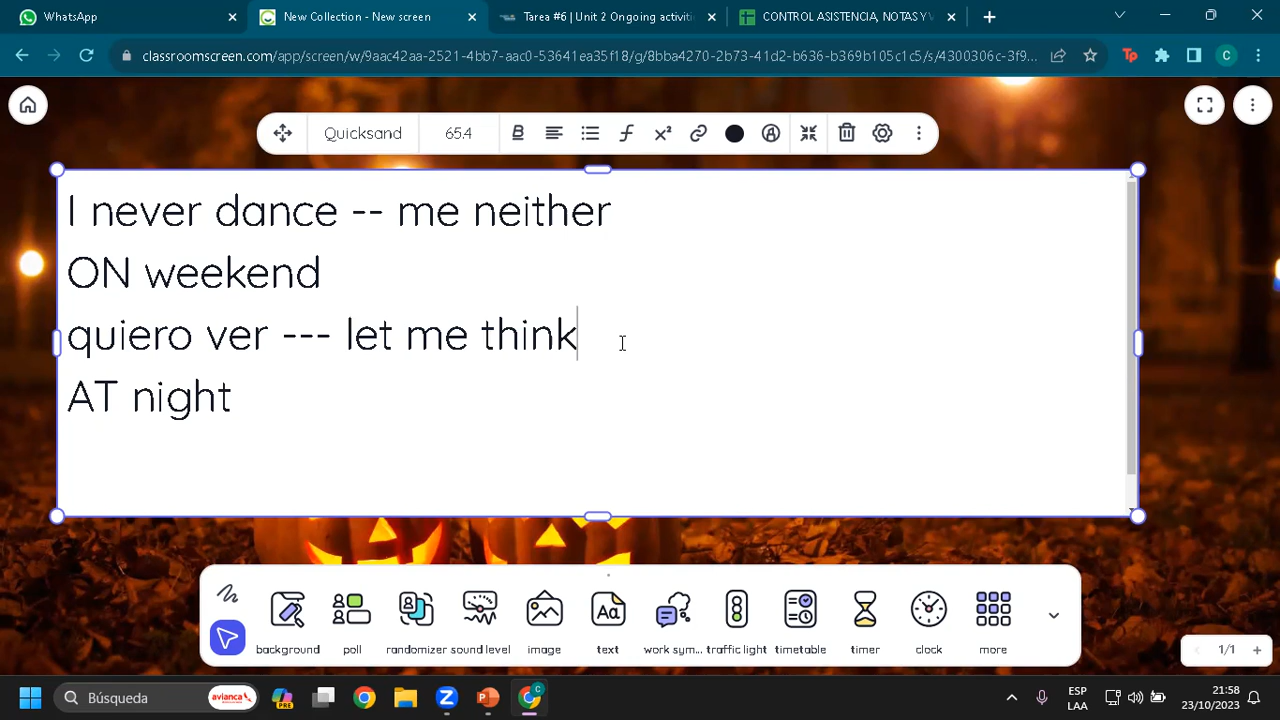 WhatsApp
New Collection - New screen
Tarea #6 | Unit 2 Ongoing activiti
CONTROL ASISTENCIA, NOTAS Y V
classroomscreen.com/app/screen/w/9aac42aa-2521-4bb7-aac0-53641ea35f18/g/8bba4270-2b73-41d2-b636-b369b105c1c5/s/4300306c-3f9...
C
Quicksand
65.4
I never dance -- me neither
ON weekend
quiero ver --- let me think
AT night
background
poll
randomizer
sound level
image
Aa
text
work sym...
traffic light
timetable
timer
clock
more
1/1
Búsqueda
avianca
PRE
ESP
LAA
21:58
23/10/2023